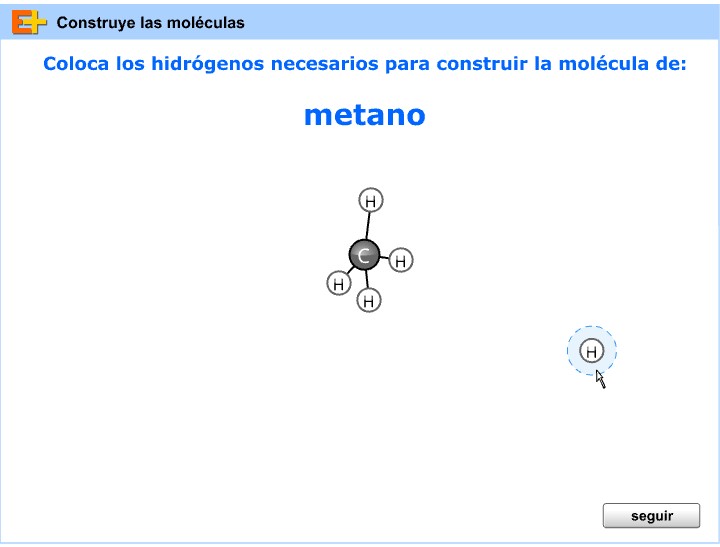 E+ Construye las moléculas
Coloca los hidrógenos necesarios para construir la molécula de:
metano
H
C
H
H
H
H
seguir